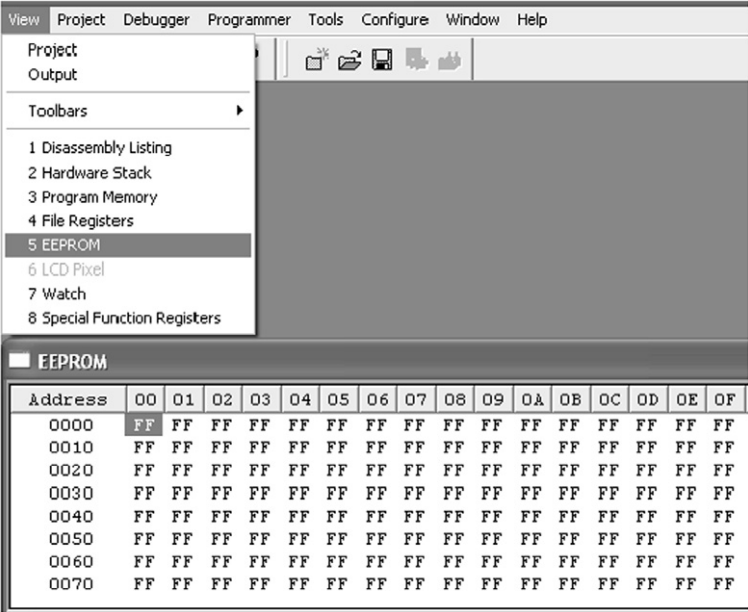 View Project Debugger Programmer Tools Configure Window Help
Project
Output
Toolbars
1 Disassembly Listing
2 Hardware Stack
3 Program Memory
4 File Registers
5 EEPROM
6 LCD Pixel
7 Watch
8 Special Function Registers
EEPROM
Address 00 01 02 03 04 05 06 07 08 09 0A 0B 0C 0D 0E 0F
0000 FF FF FF FF FF FF FF FF FF FF FF FF FF FF FF FF
0010 FF FF FF FF FF FF FF FF FF FF FF FF FF FF FF FF
0020 FF FF FF FF FF FF FF FF FF FF FF FF FF FF FF FF
0030 FF FF FF FF FF FF FF FF FF FF FF FF FF FF FF FF
0040 FF FF FF FF FF FF FF FF FF FF FF FF FF FF FF FF
0050 FF FF FF FF FF FF FF FF FF FF FF FF FF FF FF FF
0060 FF FF FF FF FF FF FF FF FF FF FF FF FF FF FF FF
0070 FF FF FF FF FF FF FF FF FF FF FF FF FF FF FF FF